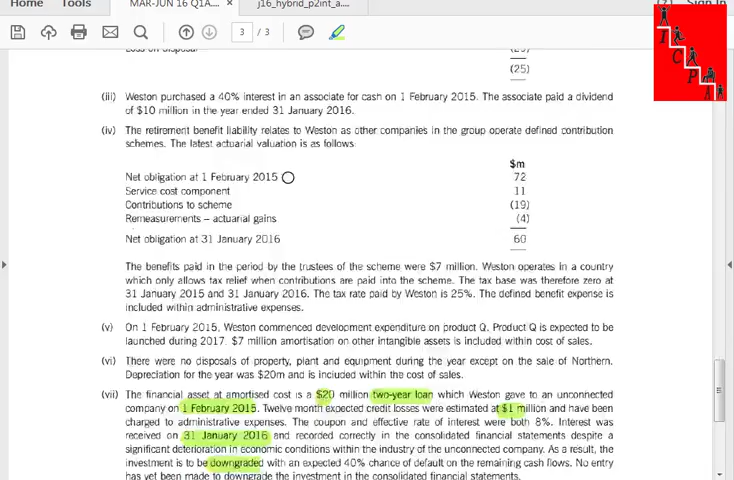 Home Tools MAR-JUN 16 Q1A.... × j16_hybrid_p2int_a.... Sign In
3 / 3
Loss on disposal
(25)
(iii) Weston purchased a 40% interest in an associate for cash on 1 February 2015. The associate paid a dividend
of $10 million in the year ended 31 January 2016.
(iv) The retirement benefit liability relates to Weston as other companies in the group operate defined contribution
schemes. The latest actuarial valuation is as follows
$m
Net obligation at 1 February 2015 72
Service cost component 11
Contributions to scheme (19)
Remeasurements – actuarial gains (4)
Net obligation at 31 January 2016 60
The benefits paid in the period by the trustees of the scheme were $7 million. Weston operates in a country
which only allows tax relief when contributions are paid into the scheme. The tax base was therefore zero at
31 January 2015 and 31 January 2016. The tax rate paid by Weston is 25%. The defined benefit expense is
included within administrative expenses.
(v) On 1 February 2015, Weston commenced development expenditure on product Q. Product Q is expected to be
launched during 2017. $7 million amortisation on other intangible assets is included within cost of sales.
(vi) There were no disposals of property, plant and equipment during the year except on the sale of Northern.
Depreciation for the year was $20m and is included within the cost of sales.
(vii) The financial asset at amortised cost is a $20 million two-year loan which Weston gave to an unconnected
company on 1 February 2015. Twelve month expected credit losses were estimated at $1 million and have been
charged to administrative expenses. The coupon and effective rate of interest were both 8%. Interest was
received on 31 January 2016 and recorded correctly in the consolidated financial statements despite a
significant deterioration in economic conditions within the industry of the unconnected company. As a result, the
investment is to be downgraded with an expected 40% chance of default on the remaining cash flows. No entry
has yet been made to downgrade the investment in the consolidated financial statements.
I
C
P
A